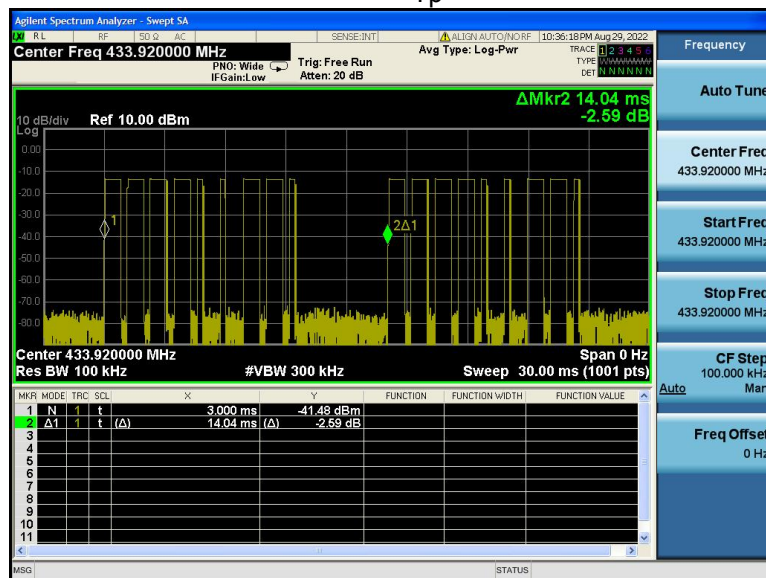 Agilent Spectrum Analyzer - Swept SA
LXI RL RF 50 Ω AC SENSE:INT ALIGN AUTO/NO RF 10:36:18 PM Aug 29, 2022
Center Freq 433.920000 MHz
PNO: Wide
IFGain:Low
Trig: Free Run
Atten: 20 dB
Avg Type: Log-Pwr
TRACE 1 2 3 4 5 6
TYPE
DET N N N N N N
ΔMkr2 14.04 ms
-2.59 dB
10 dB/div Ref 10.00 dBm
Log
0.00
-10.0
-20.0
-30.0
-40.0
-50.0
-60.0
-70.0
-80.0
1
2Δ1
Center 433.920000 MHz Span 0 Hz
Res BW 100 kHz #VBW 300 kHz Sweep 30.00 ms (1001 pts)
MKR MODE TRC SCL X Y FUNCTION FUNCTION WIDTH FUNCTION VALUE
1 N 1 t 3.000 ms -41.48 dBm
2 Δ1 1 t (Δ) 14.04 ms (Δ) -2.59 dB
3
4
5
6
7
8
9
10
11
MSG STATUS
Frequency
Auto Tune
Center Freq
433.920000 MHz
Start Freq
433.920000 MHz
Stop Freq
433.920000 MHz
CF Step
100.000 kHz
Auto Man
Freq Offset
0 Hz